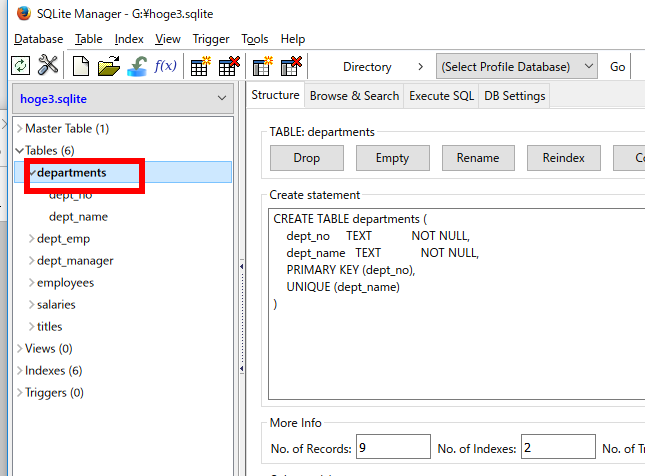 SQLite Manager - G:¥hoge3.sqlite
Database Table Index View Trigger Tools Help
f(x) Directory (Select Profile Database) Go
hoge3.sqlite
Master Table (1)
Tables (6)
departments
dept_no
dept_name
dept_emp
dept_manager
employees
salaries
titles
Views (0)
Indexes (6)
Triggers (0)
Structure Browse & Search Execute SQL DB Settings
TABLE: departments
Drop Empty Rename Reindex
Create statement
CREATE TABLE departments (
dept_no TEXT NOT NULL,
dept_name TEXT NOT NULL,
PRIMARY KEY (dept_no),
UNIQUE (dept_name)
)
More Info
No. of Records: 9 No. of Indexes: 2 No. of